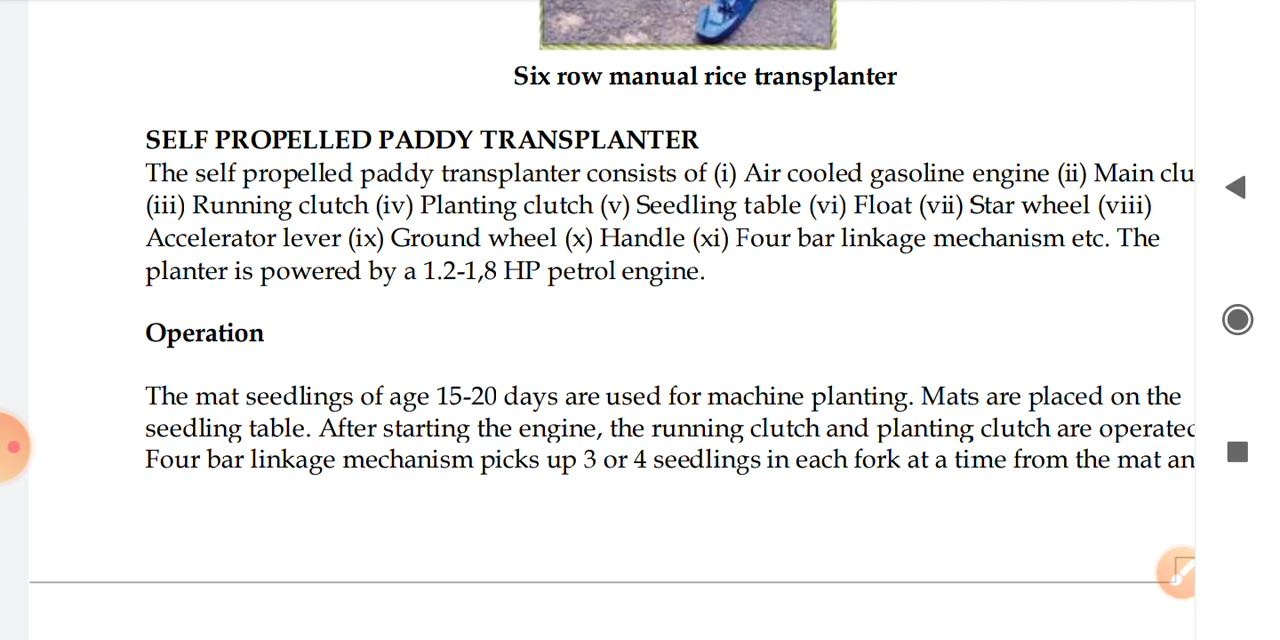 Six row manual rice transplanter
SELF PROPELLED PADDY TRANSPLANTER
The self propelled paddy transplanter consists of (i) Air cooled gasoline engine (ii) Main clu
(iii) Running clutch (iv) Planting clutch (v) Seedling table (vi) Float (vii) Star wheel (viii)
Accelerator lever (ix) Ground wheel (x) Handle (xi) Four bar linkage mechanism etc. The
planter is powered by a 1.2-1,8 HP petrol engine.
Operation
The mat seedlings of age 15-20 days are used for machine planting. Mats are placed on the
seedling table. After starting the engine, the running clutch and planting clutch are operated
Four bar linkage mechanism picks up 3 or 4 seedlings in each fork at a time from the mat an